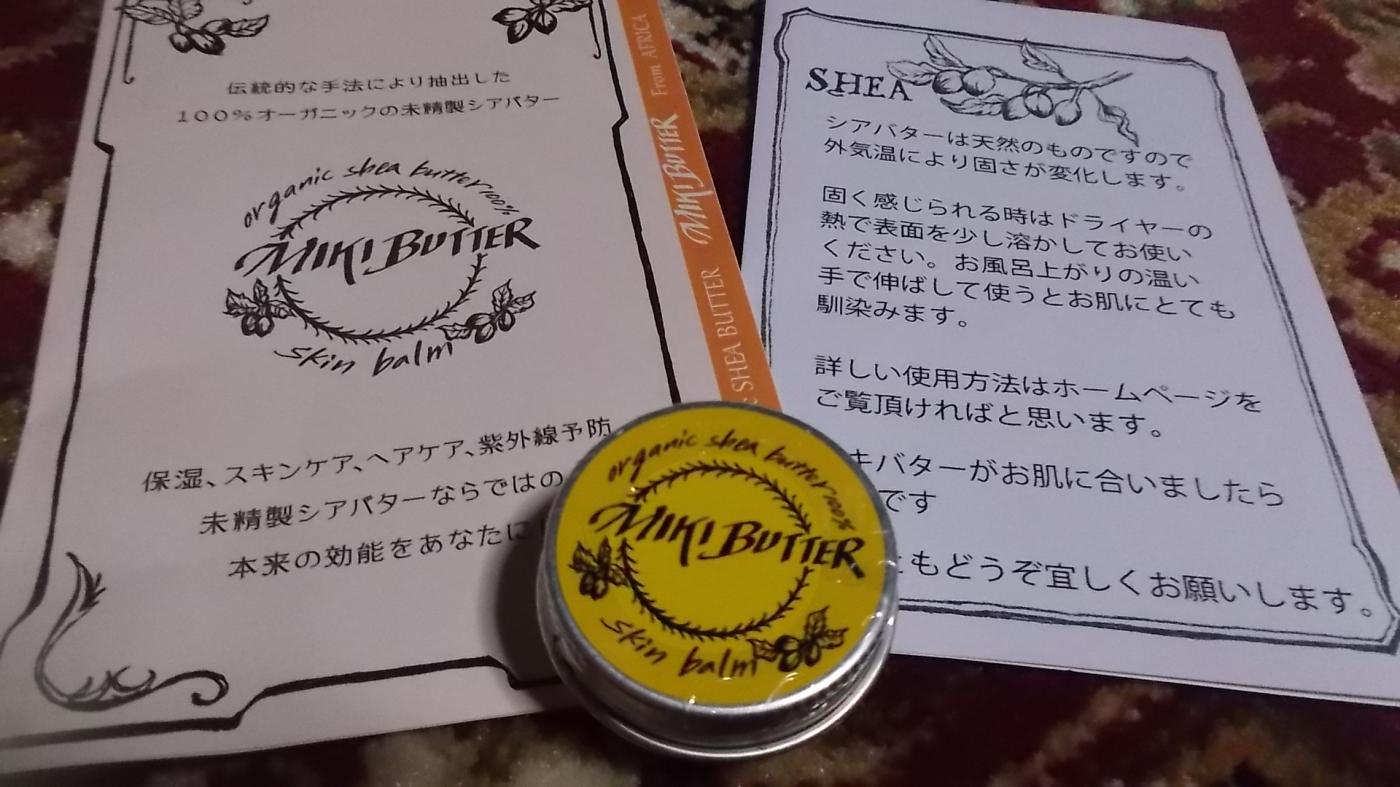 伝統的な手法により抽出した
100%オーガニックの未精製シアバター
organic shea butter 100%
MIKI BUTTER
skin balm
保湿、スキンケア、ヘアケア、紫外線予防
未精製シアバターならではの
本来の効能をあなたに
SHEA BUTTER MIKI BUTTER From AFRICA
SHEA
シアバターは天然のものですので
外気温により固さが変化します。
固く感じられる時はドライヤーの
熱で表面を少し溶かしてお使い
ください。お風呂上がりの温い
手で伸ばして使うとお肌にとても
馴染みます。
詳しい使用方法はホームページを
ご覧頂ければと思います。
キバターがお肌に合いましたら
です
もどうぞ宜しくお願いします。
organic shea butter 100%
MIKI BUTTER
skin balm